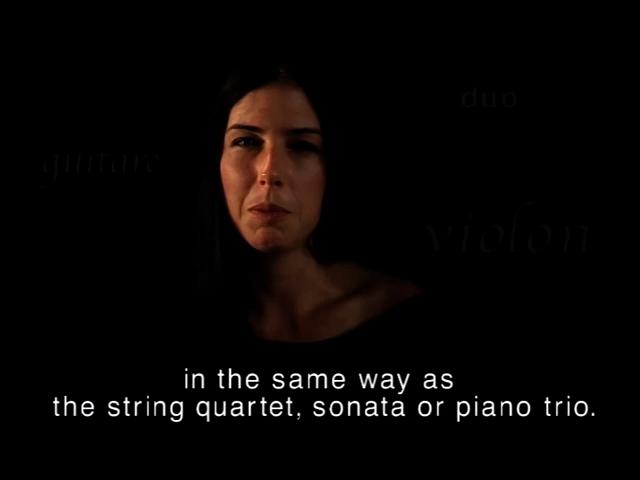 duo
guitare
violon
in the same way as
the string quartet, sonata or piano trio.